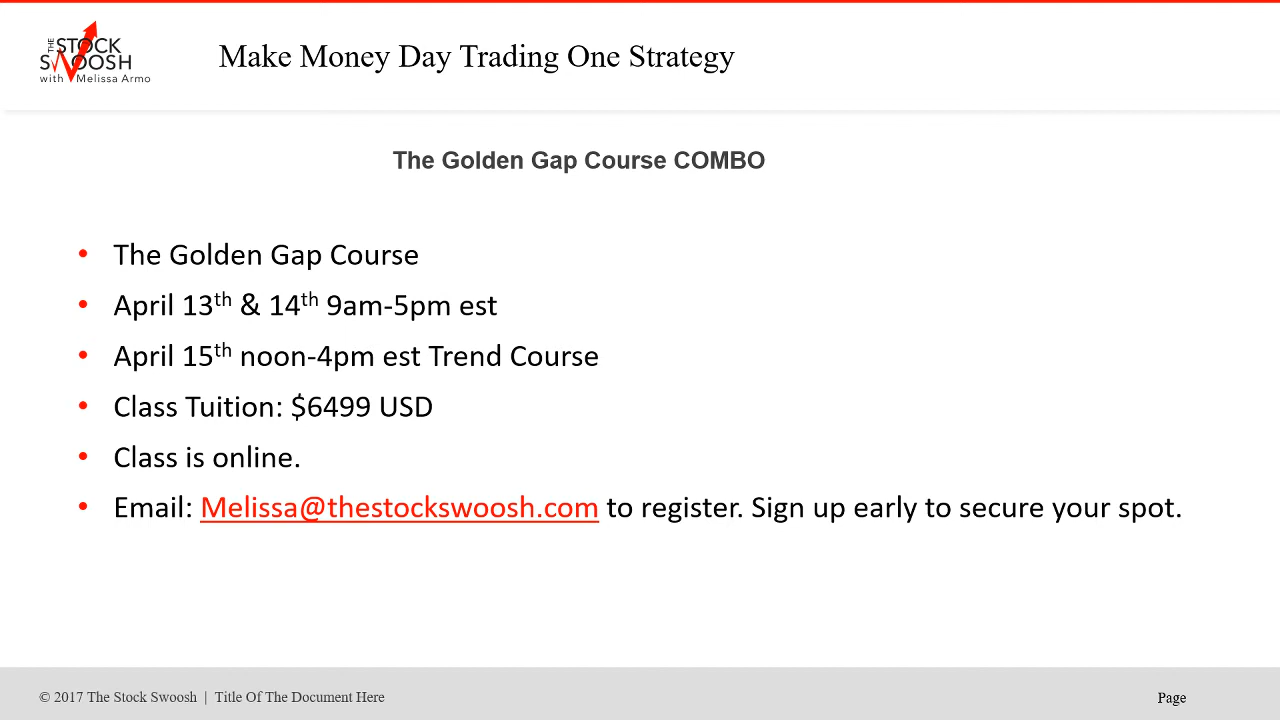 THE STOCK
SWOOSH
with Melissa Armo
Make Money Day Trading One Strategy
The Golden Gap Course COMBO
• The Golden Gap Course
• April 13th & 14th 9am-5pm est
• April 15th noon-4pm est Trend Course
• Class Tuition: $6499 USD
• Class is online.
• Email: Melissa@thestockswoosh.com to register. Sign up early to secure your spot.
© 2017 The Stock Swoosh | Title Of The Document Here
Page